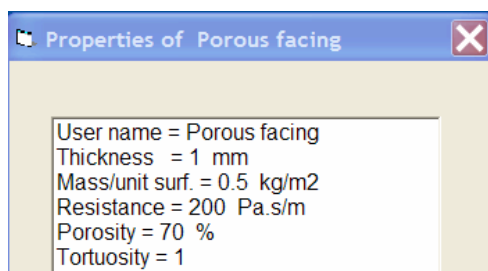 Properties of Porous facing
User name = Porous facing
Thickness = 1 mm
Mass/unit surf. = 0.5 kg/m2
Resistance = 200 Pa.s/m
Porosity = 70 %
Tortuosity = 1